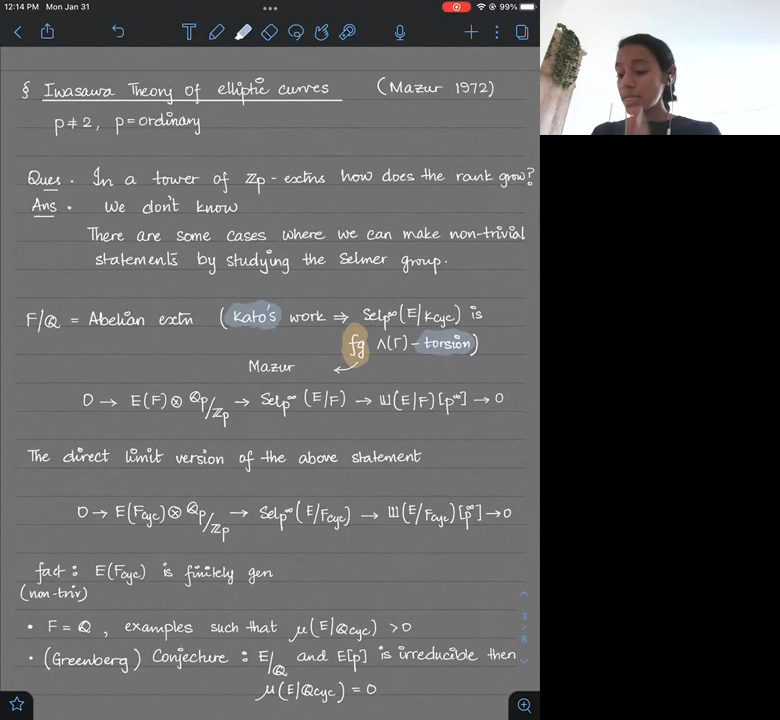 12:14 PM Mon Jan 31
99%
§ Iwasawa Theory of elliptic curves (Mazur 1972)
p ≠ 2, p = ordinary
Ques. In a tower of ℤp-extns how does the rank grow?
Ans. We don't know
There are some cases where we can make non-trivial
statements by studying the Selmer group.
F/ℚ = Abelian extn (Kato's work ⇒ Selp∞(E/Kcyc) is
fg Λ(Γ)-torsion)
Mazur
0 → E(F)⊗ ℚp/ℤp → Selp∞(E/F) → Ш(E/F)[p∞] → 0
The direct limit version of the above statement
0 → E(Fcyc)⊗ ℚp/ℤp → Selp∞(E/Fcyc) → Ш(E/Fcyc)[p∞] → 0
fact: E(Fcyc) is finitely gen
(non-triv)
• F = ℚ, examples such that μ(E/ℚcyc) > 0
• (Greenberg) Conjecture: E/ℚ and E[p] is irreducible then
μ(E/ℚcyc) = 0
3/8